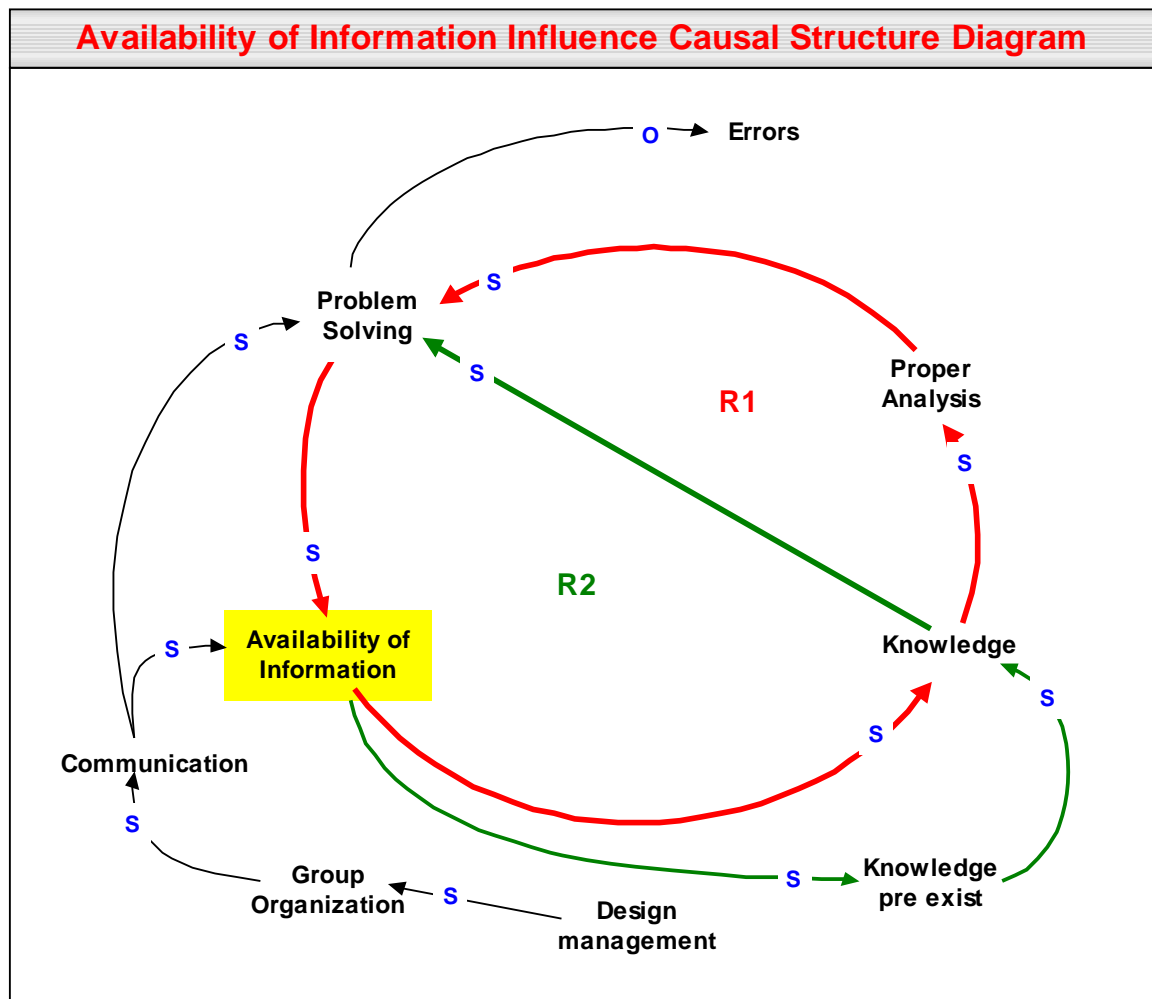 Availability of Information Influence Causal Structure Diagram
O
Errors
S
Problem
Solving
S
S
Proper
Analysis
R1
S
S
S
R2
Availability of
Information
S
Knowledge
S
S
Communication
S
Group
Organization
S
Design
management
S
Knowledge
pre exist